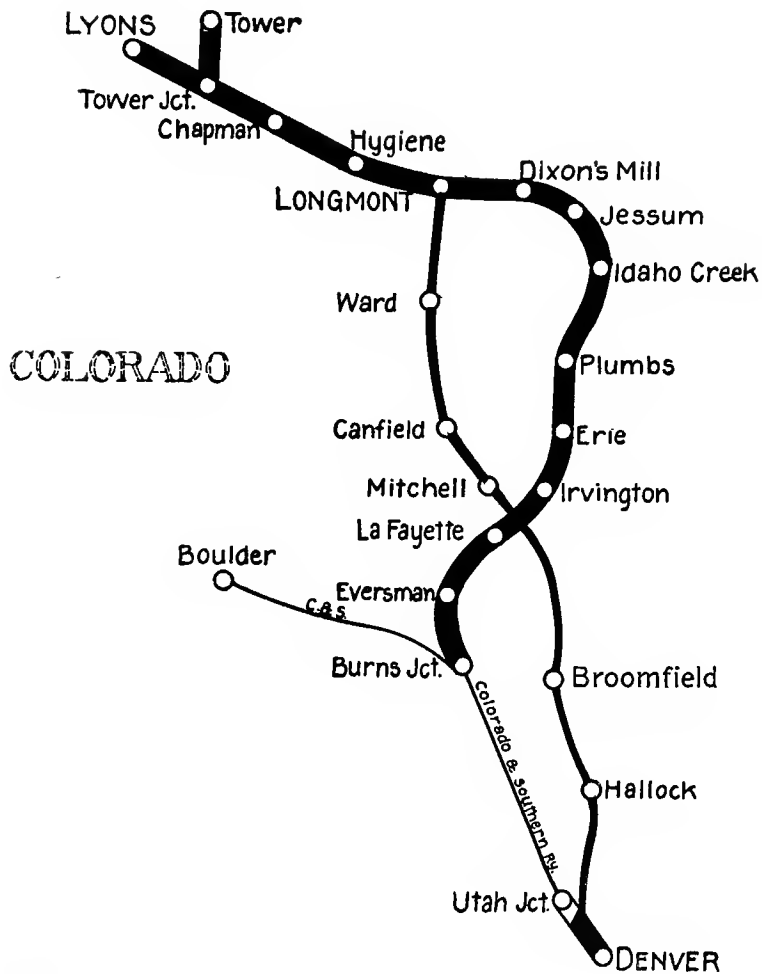 LYONS
Tower
Tower Jct.
Chapman
Hygiene
LONGMONT
Dixon's Mill
Jessum
Idaho Creek
Ward
COLORADO
Plumbs
Canfield
Erie
Mitchell
Irvington
La Fayette
Boulder
Eversman
C & S.
Burns Jct.
Broomfield
Colorado & Southern Ry.
Hallock
Utah Jct.
DENVER